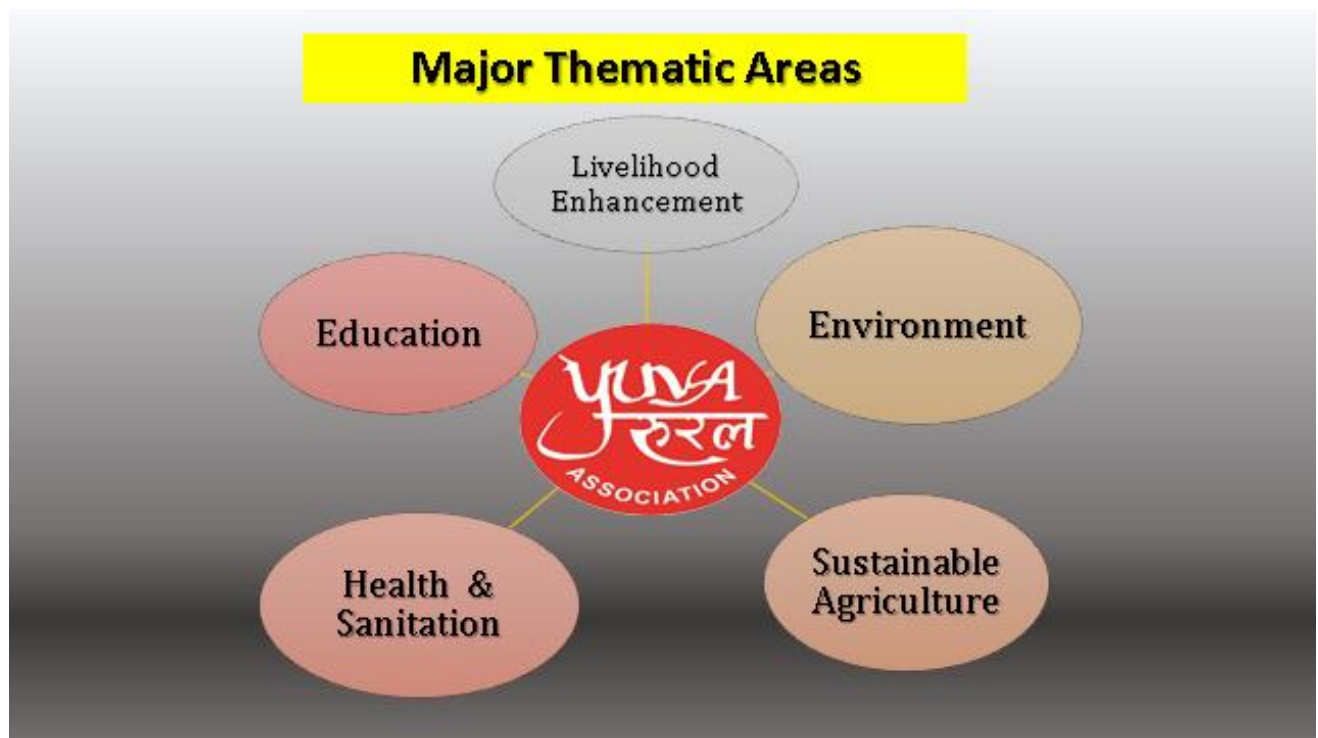 Major Thematic Areas
Livelihood
Enhancement
Education
Environment
YUVA
रुरल
ASSOCIATION
Health &
Sanitation
Sustainable
Agriculture